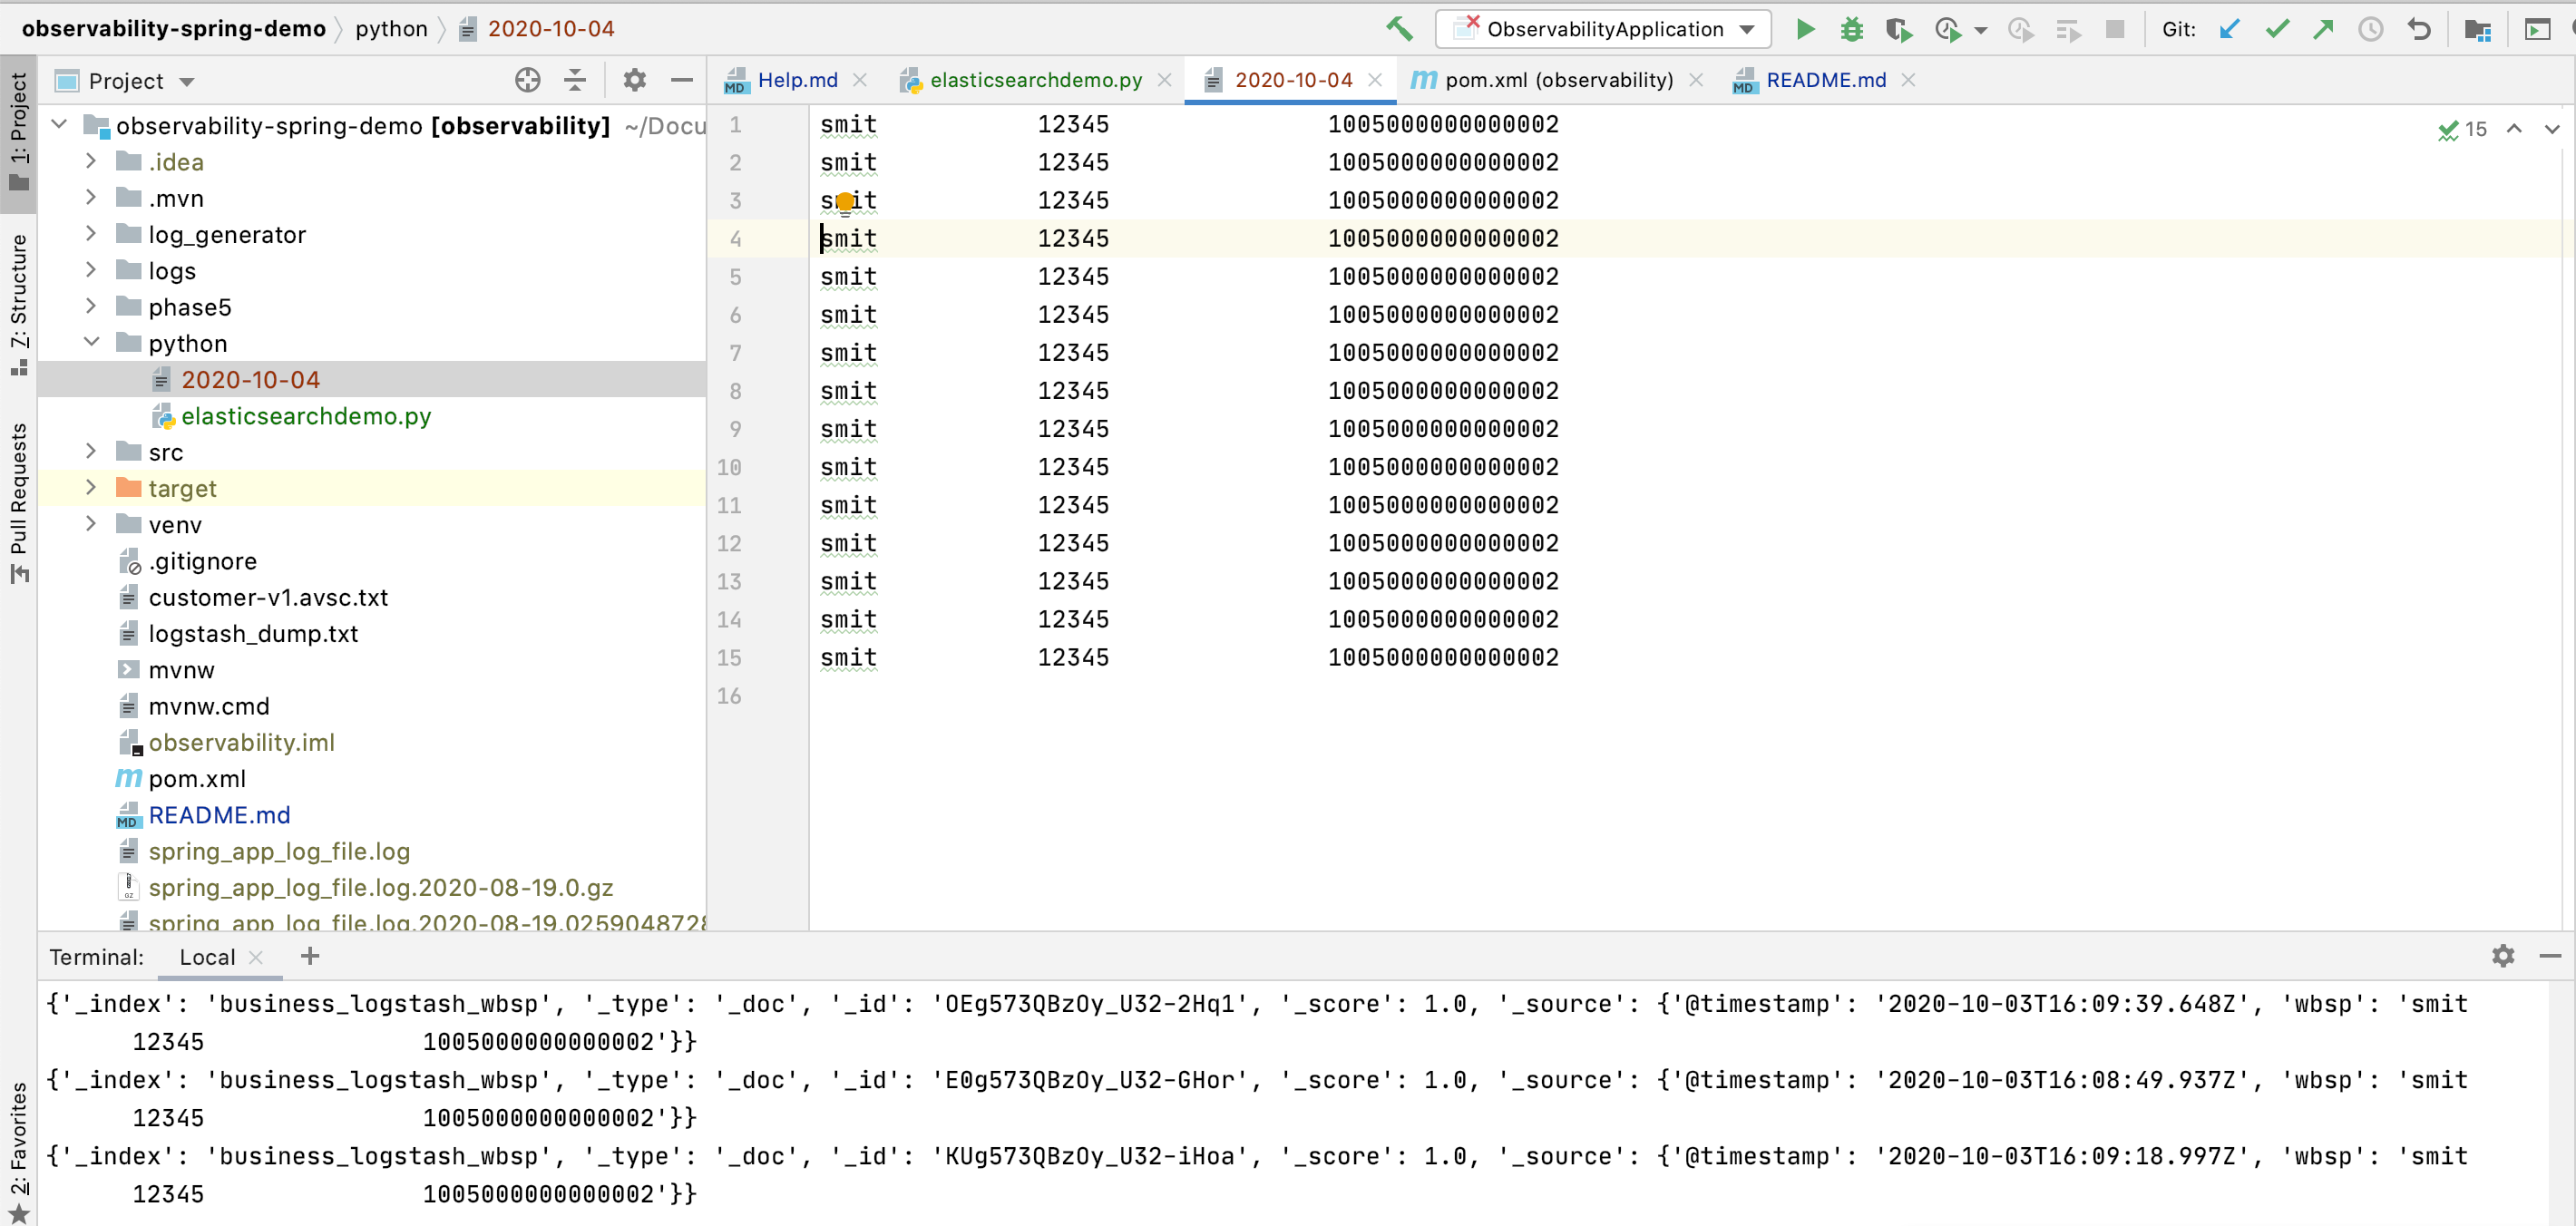 observability-spring-demo python 2020-10-04 ObservabilityApplication Git:
1: Project
Z: Structure
Pull Requests
2: Favorites
Project
observability-spring-demo [observability] ~/Docu
.idea
.mvn
log_generator
logs
phase5
python
2020-10-04
elasticsearchdemo.py
src
target
venv
.gitignore
customer-v1.avsc.txt
logstash_dump.txt
mvnw
mvnw.cmd
observability.iml
pom.xml
README.md
spring_app_log_file.log
spring_app_log_file.log.2020-08-19.0.gz
spring_app_log_file.log.2020-08-19.025904872
Help.md elasticsearchdemo.py 2020-10-04 pom.xml (observability) README.md
15
1 smit 12345 1005000000000002
2 smit 12345 1005000000000002
3 smit 12345 1005000000000002
4 smit 12345 1005000000000002
5 smit 12345 1005000000000002
6 smit 12345 1005000000000002
7 smit 12345 1005000000000002
8 smit 12345 1005000000000002
9 smit 12345 1005000000000002
10 smit 12345 1005000000000002
11 smit 12345 1005000000000002
12 smit 12345 1005000000000002
13 smit 12345 1005000000000002
14 smit 12345 1005000000000002
15 smit 12345 1005000000000002
16
Terminal: Local
{'_index': 'business_logstash_wbsp', '_type': '_doc', '_id': 'OEg573QBzOy_U32-2Hq1', '_score': 1.0, '_source': {'@timestamp': '2020-10-03T16:09:39.648Z', 'wbsp': 'smit
12345 1005000000000002'}}
{'_index': 'business_logstash_wbsp', '_type': '_doc', '_id': 'E0g573QBzOy_U32-GHor', '_score': 1.0, '_source': {'@timestamp': '2020-10-03T16:08:49.937Z', 'wbsp': 'smit
12345 1005000000000002'}}
{'_index': 'business_logstash_wbsp', '_type': '_doc', '_id': 'KUg573QBzOy_U32-iHoa', '_score': 1.0, '_source': {'@timestamp': '2020-10-03T16:09:18.997Z', 'wbsp': 'smit
12345 1005000000000002'}}